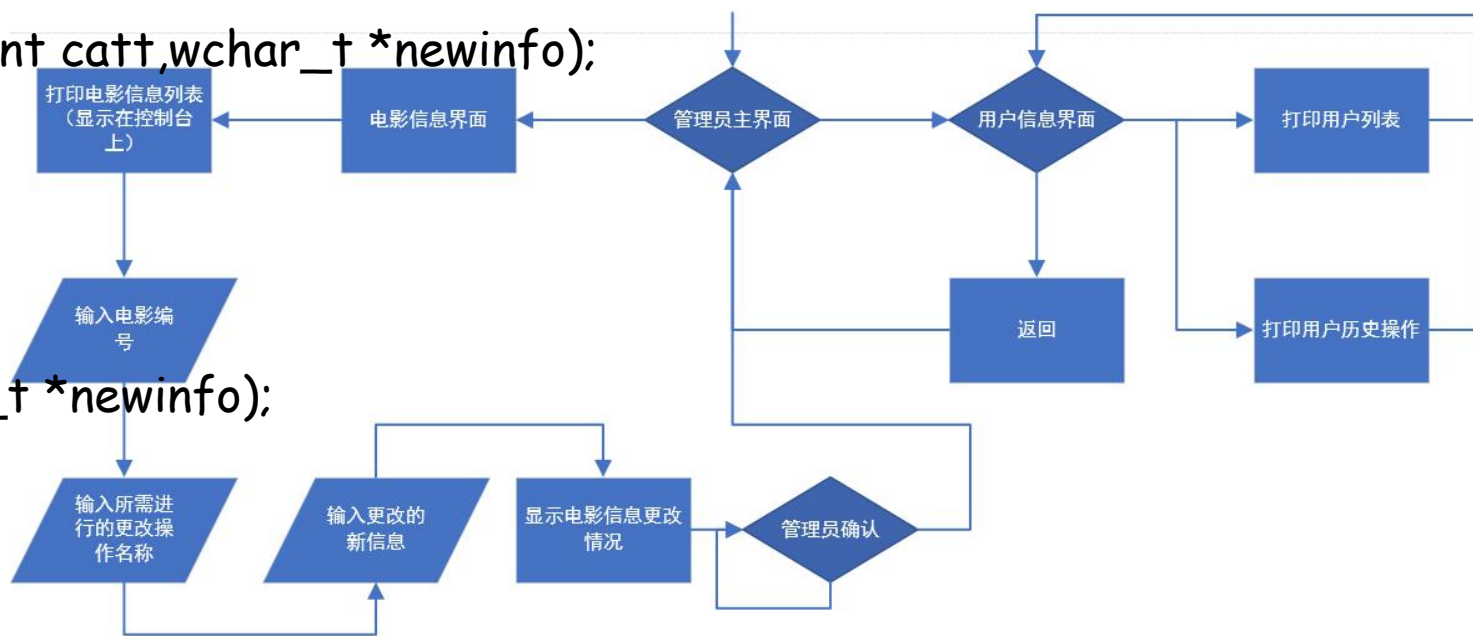 nt catt,wchar_t *newinfo);
打印电影信息列表
（显示在控制台
上）
电影信息界面
管理员主界面
用户信息界面
打印用户列表
输入电影编
号
返回
打印用户历史操作
_t *newinfo);
输入所需进
行的更改操
作名称
输入更改的
新信息
显示电影信息更改
情况
管理员确认